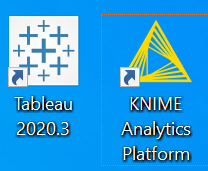 Tableau
2020.3
KNIME
Analytics
Platform